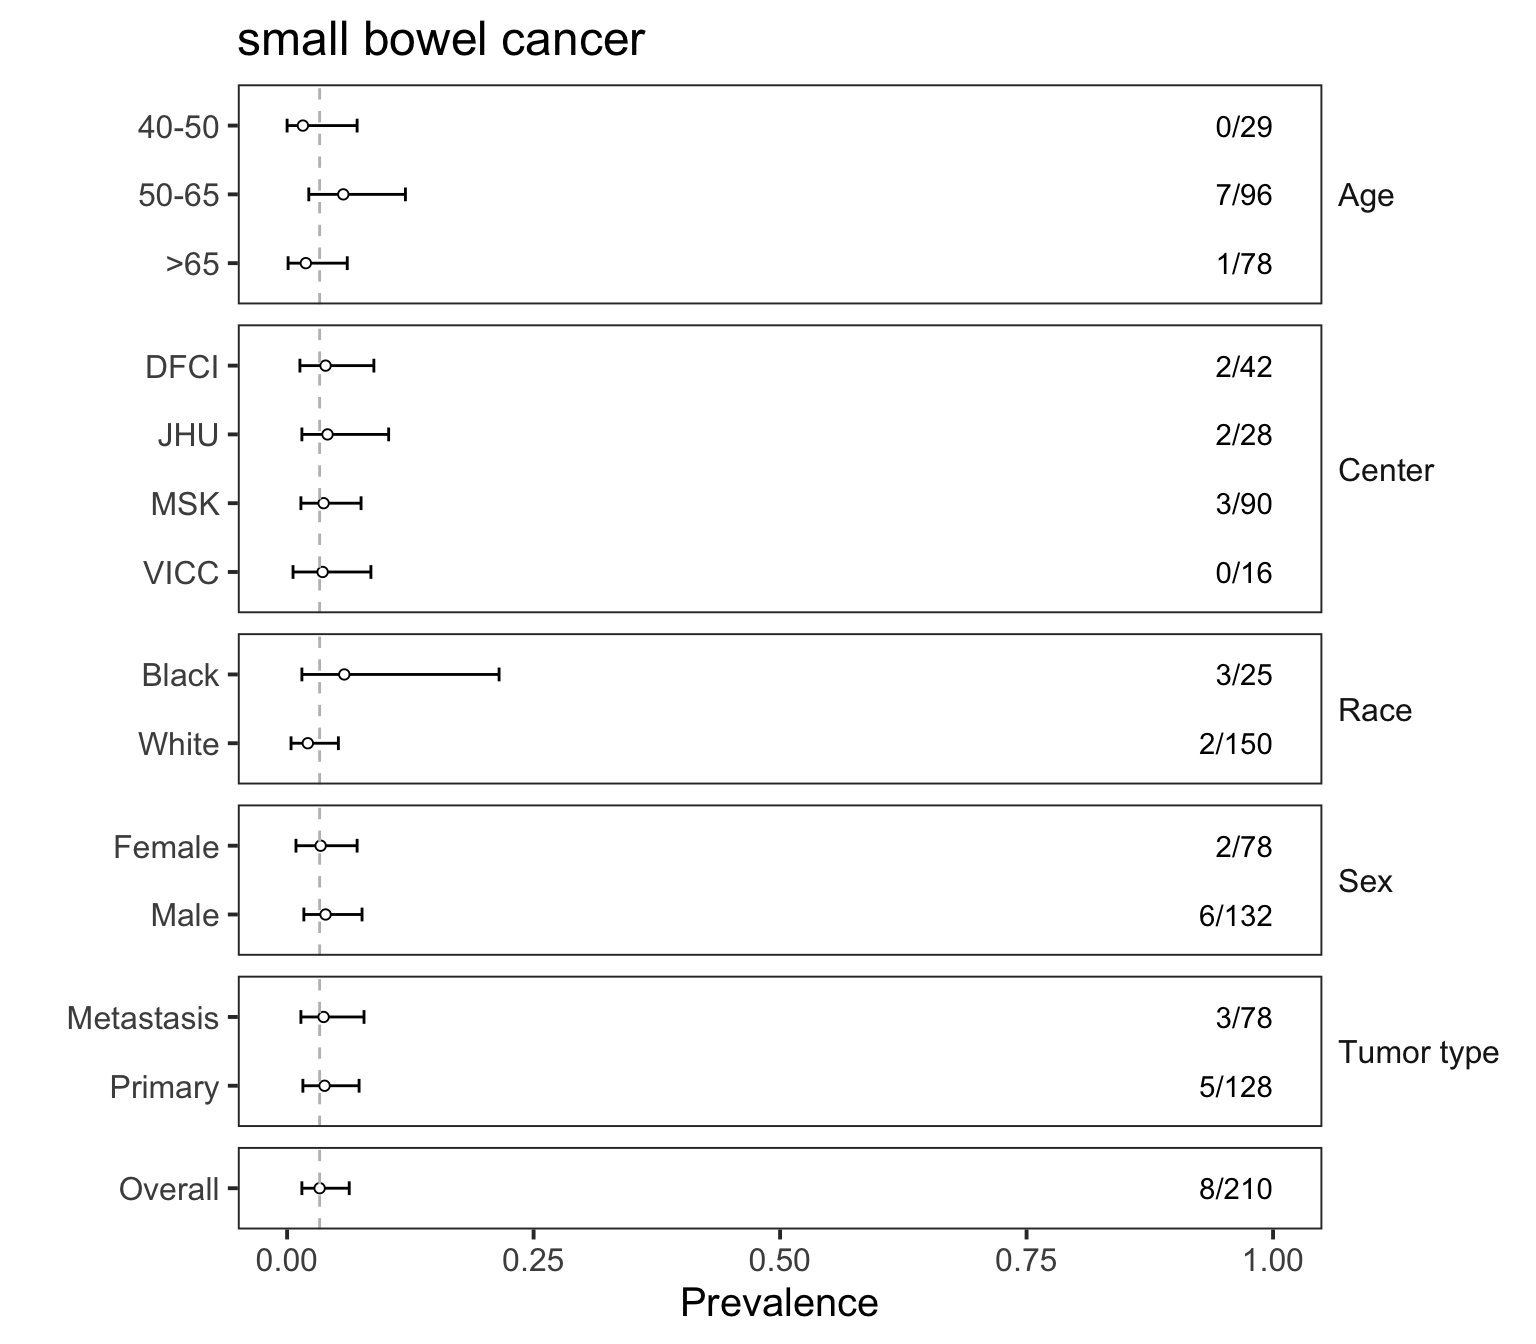 small bowel cancer
40-50 0/29
50-65 7/96
>65 1/78
Age
DFCI 2/42
JHU 2/28
MSK 3/90
VICC 0/16
Center
Black 3/25
White 2/150
Race
Female 2/78
Male 6/132
Sex
Metastasis 3/78
Primary 5/128
Tumor type
Overall 8/210
0.00 0.25 0.50 0.75 1.00
Prevalence